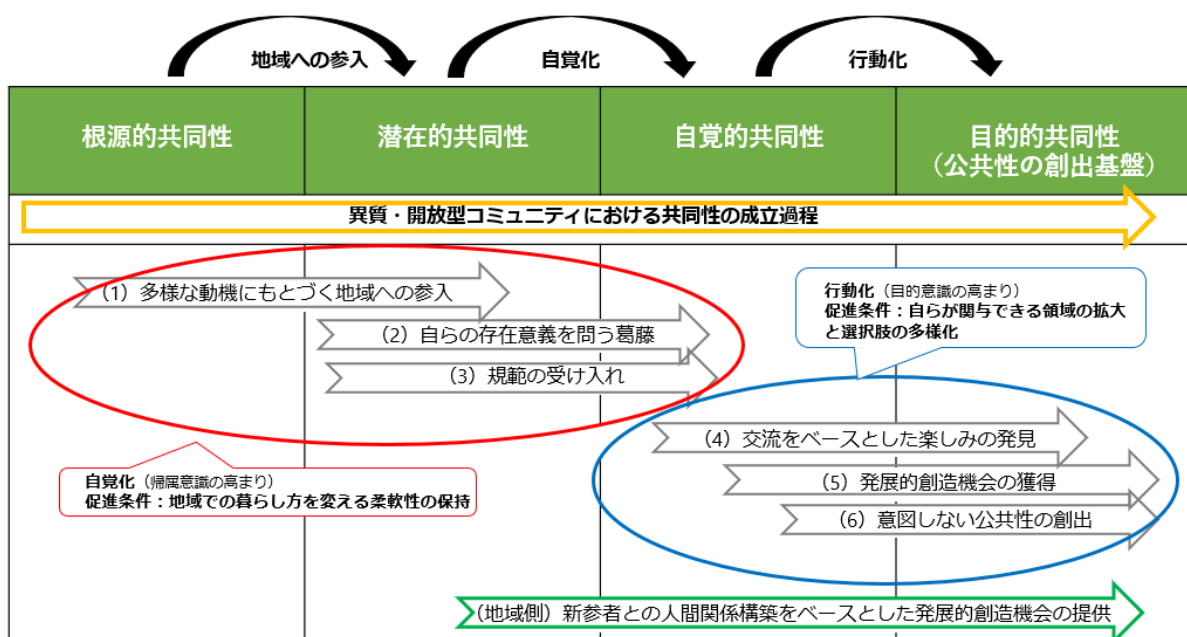 地域への参入
自覚化
行動化
根源的共同性
潜在的共同性
自覚的共同性
目的的共同性
（公共性の創出基盤）
異質・開放型コミュニティにおける共同性の成立過程
（1）多様な動機にもとづく地域への参入
（2）自らの存在意義を問う葛藤
（3）規範の受け入れ
行動化（目的意識の高まり）
促進条件：自らが関与できる領域の拡大
と選択肢の多様化
（4）交流をベースとした楽しみの発見
（5）発展的創造機会の獲得
（6）意図しない公共性の創出
自覚化（帰属意識の高まり）
促進条件：地域での暮らし方を変える柔軟性の保持
（地域側）新参者との人間関係構築をベースとした発展的創造機会の提供